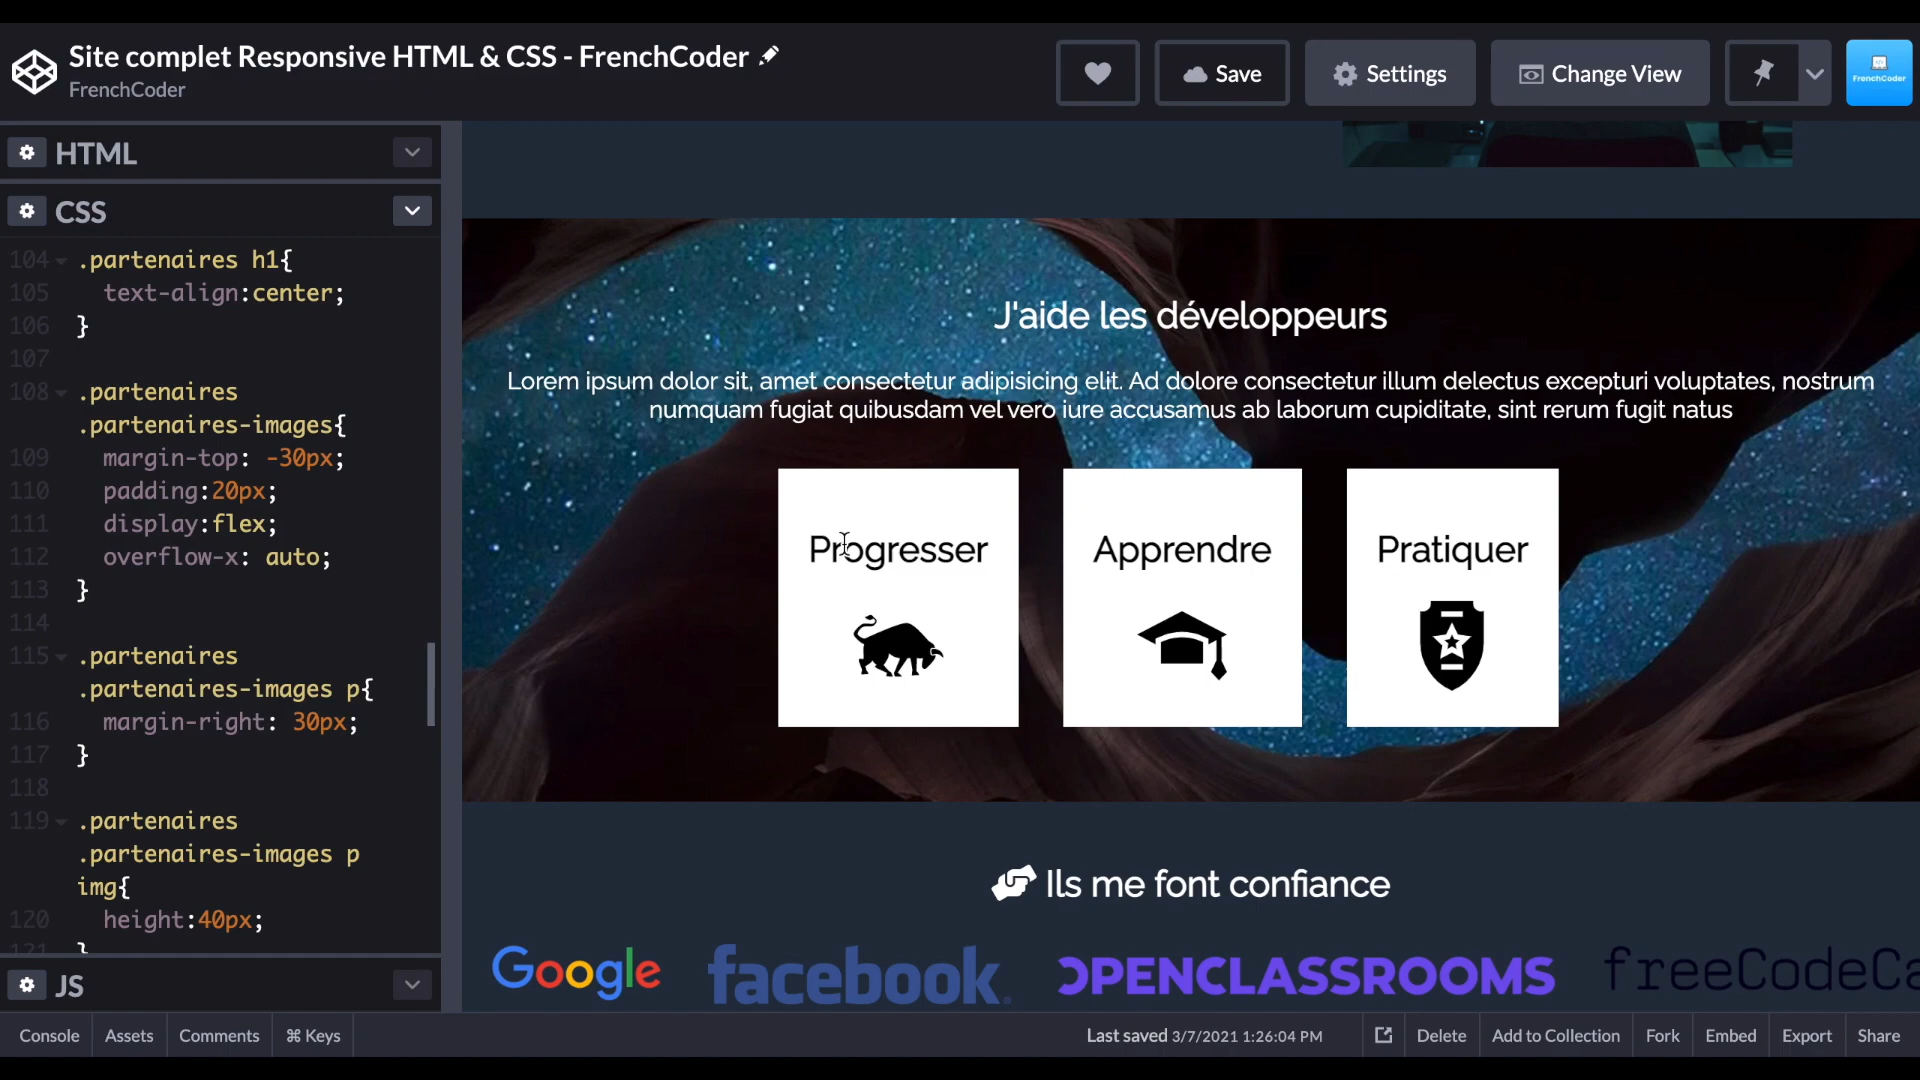 Site complet Responsive HTML & CSS - FrenchCoder
FrenchCoder
Save
Settings
Change View
FrenchCoder
HTML
CSS
104 .partenaires h1{
105 text-align:center;
106 }
107
108 .partenaires
.partenaires-images{
109 margin-top: -30px;
110 padding:20px;
111 display:flex;
112 overflow-x: auto;
113 }
114
115 .partenaires
.partenaires-images p{
116 margin-right: 30px;
117 }
118
119 .partenaires
.partenaires-images p
img{
120 height:40px;
121 }
JS
J'aide les développeurs
Lorem ipsum dolor sit, amet consectetur adipisicing elit. Ad dolore consectetur illum delectus excepturi voluptates, nostrum
numquam fugiat quibusdam vel vero iure accusamus ab laborum cupiditate, sint rerum fugit natus
Progresser
Apprendre
Pratiquer
Ils me font confiance
Google
facebook.
OPENCLASSROOMS
freeCodeCa
Console
Assets
Comments
⌘ Keys
Last saved 3/7/2021 1:26:04 PM
Delete
Add to Collection
Fork
Embed
Export
Share